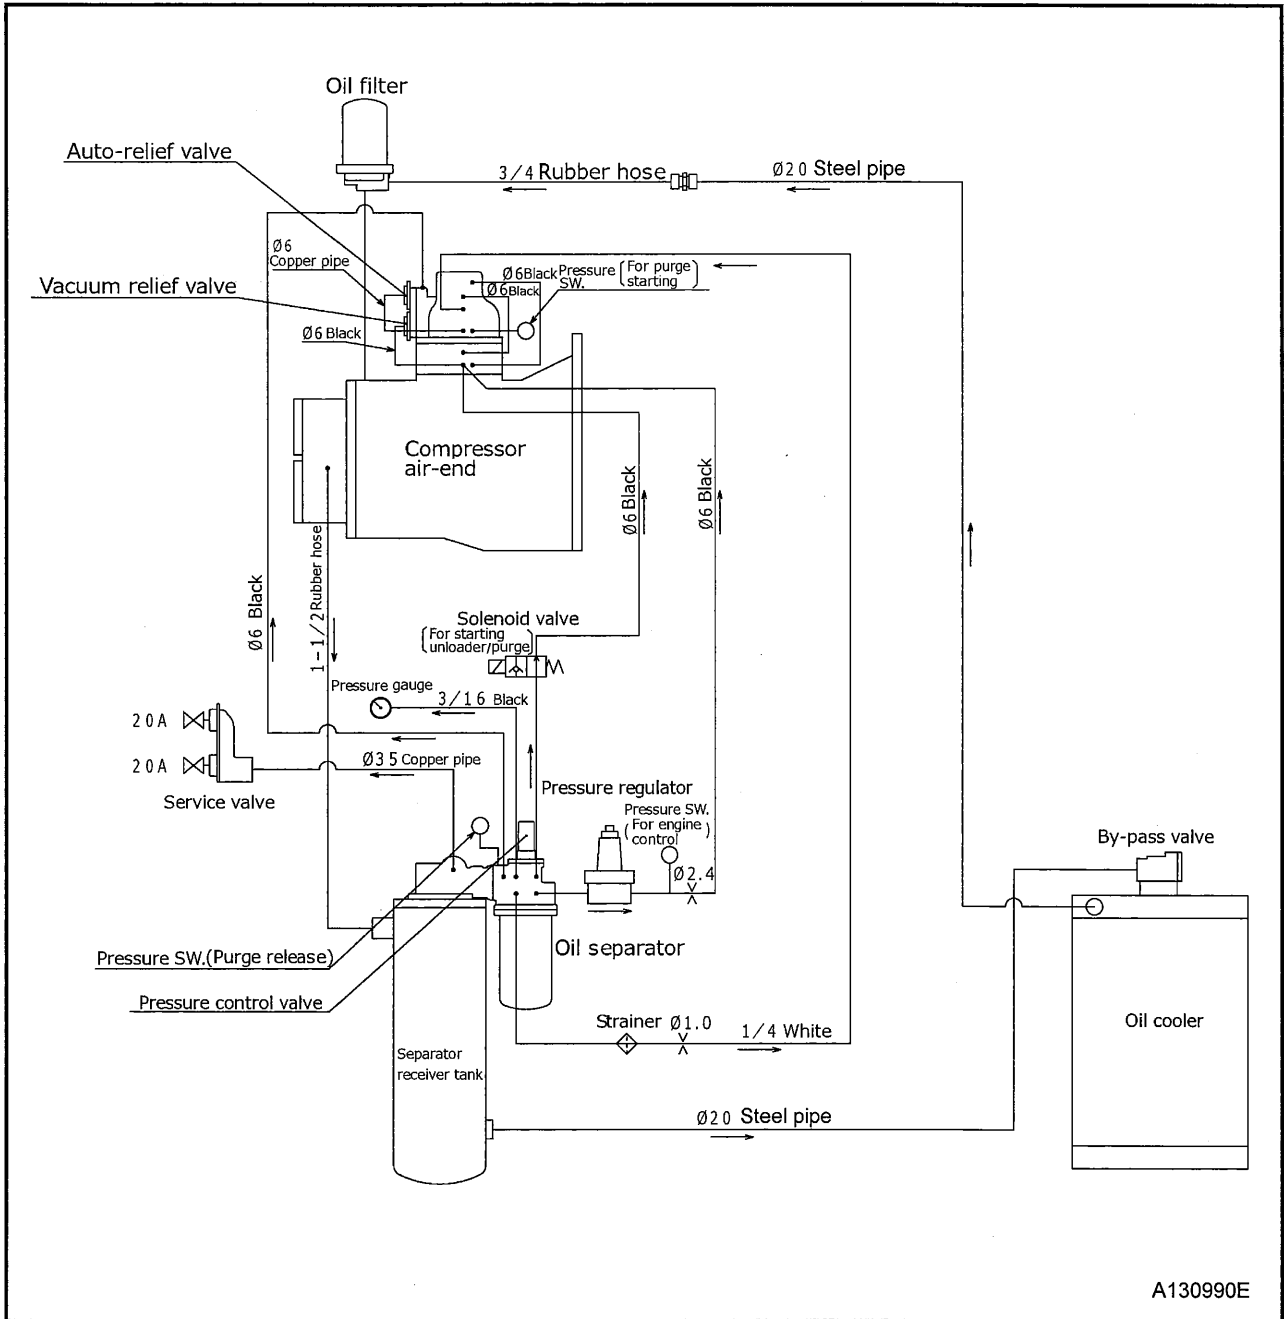 Oil filter
Auto-relief valve
3/4 Rubber hose
Ø20 Steel pipe
Ø6
Copper pipe
Vacuum relief valve
Ø6 Black
Ø6 Black
Pressure SW.
(For purge starting)
Ø6 Black
Compressor
air-end
Ø6 Black
Ø6 Black
1-1/2 Rubber hose
Ø6 Black
Solenoid valve
(For starting
unloader/purge)
Pressure gauge
3/16 Black
20A
20A
Ø35 Copper pipe
Service valve
Pressure regulator
Pressure SW.
(For engine
control)
Ø2.4
By-pass valve
Pressure SW.(Purge release)
Oil separator
Pressure control valve
Strainer
Ø1.0
1/4 White
Oil cooler
Separator
receiver tank
Ø20 Steel pipe
A130990E